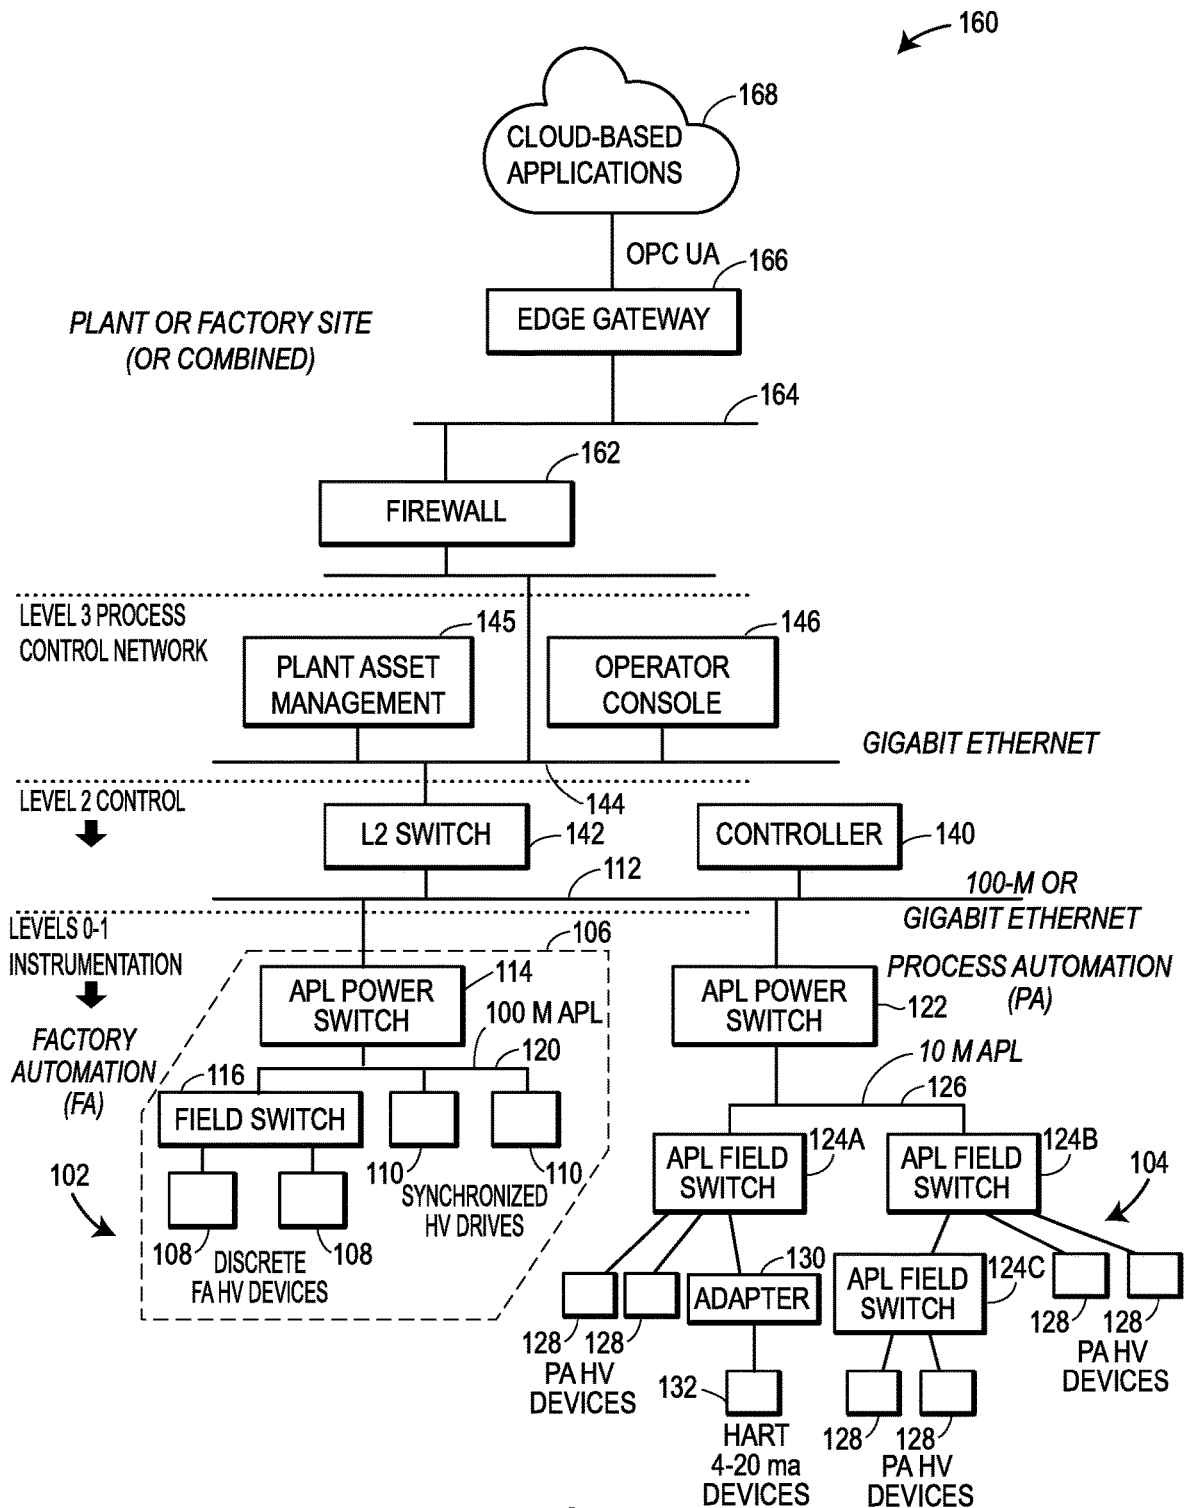 160
168
CLOUD-BASED
APPLICATIONS
OPC UA
166
EDGE GATEWAY
PLANT OR FACTORY SITE
(OR COMBINED)
164
162
FIREWALL
LEVEL 3 PROCESS
CONTROL NETWORK
145
146
PLANT ASSET
MANAGEMENT
OPERATOR
CONSOLE
GIGABIT ETHERNET
LEVEL 2 CONTROL
144
L2 SWITCH
142
CONTROLLER
140
112
100-M OR
GIGABIT ETHERNET
LEVELS 0-1
INSTRUMENTATION
106
114
APL POWER
SWITCH
100 M APL
120
PROCESS AUTOMATION
(PA)
APL POWER
SWITCH
122
10 M APL
126
FACTORY
AUTOMATION
(FA)
116
FIELD SWITCH
110
110
SYNCHRONIZED
HV DRIVES
102
108
108
DISCRETE
FA HV DEVICES
124A
APL FIELD
SWITCH
124B
APL FIELD
SWITCH
104
130
ADAPTER
124C
APL FIELD
SWITCH
128
128
PA HV
DEVICES
128
128
PA HV
DEVICES
132
HART
4-20 ma
DEVICES
128
128
PA HV
DEVICES